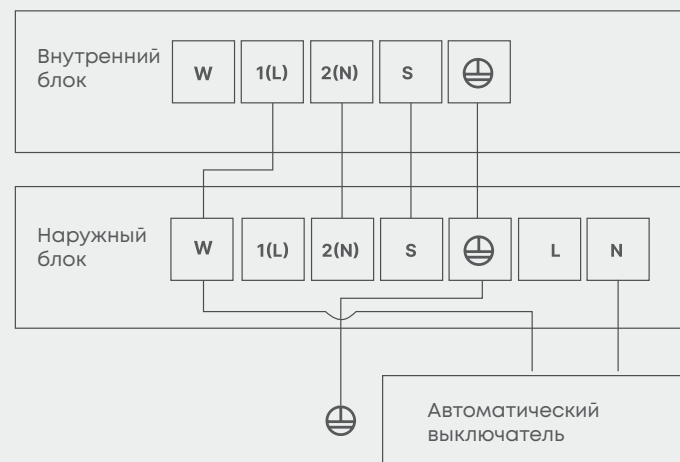 Внутренний
блок
W 1(L) 2(N) S
Наружный
блок
W 1(L) 2(N) S L N
Автоматический
выключатель